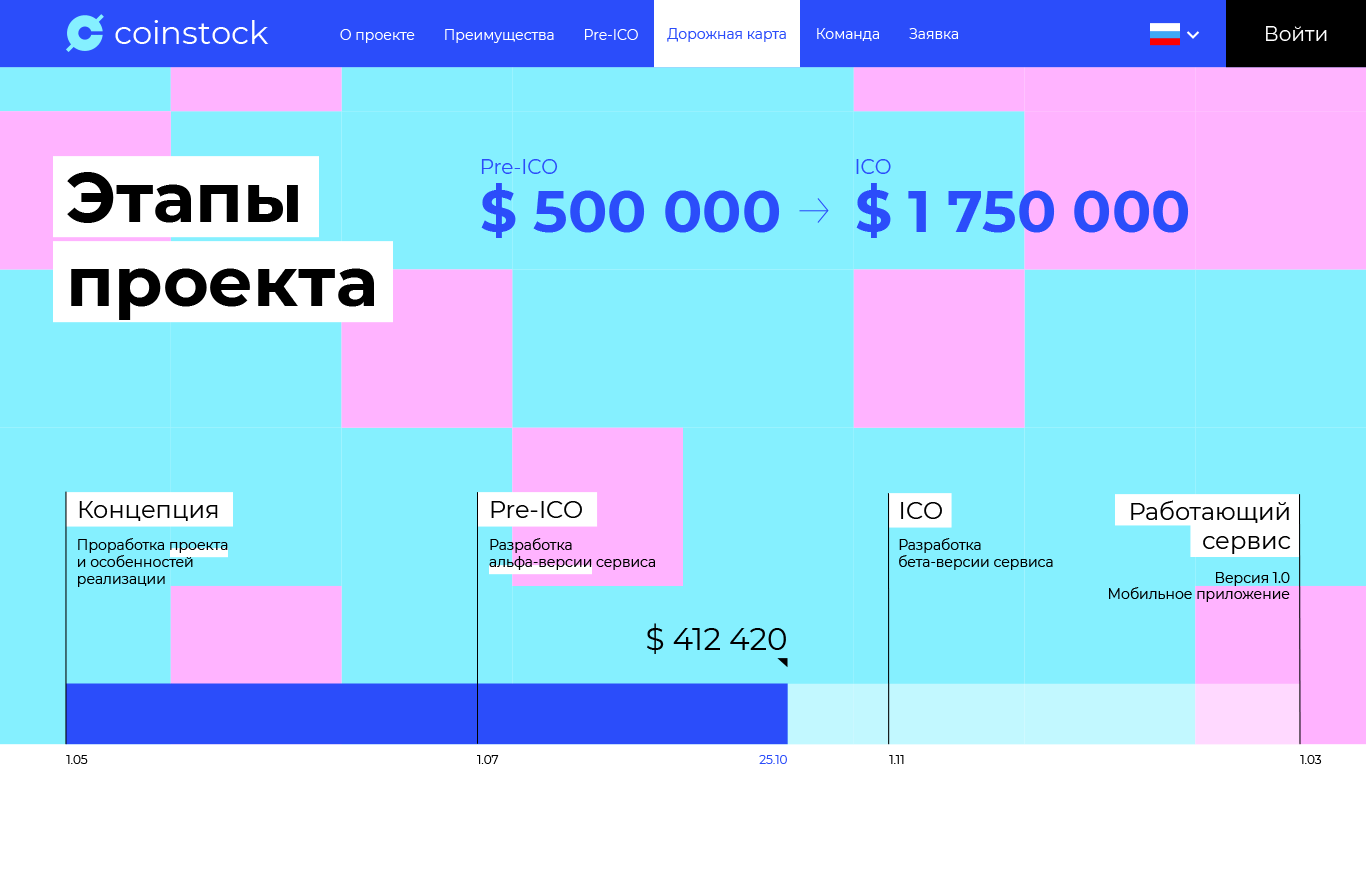 coinstock
О проекте
Преимущества
Pre-ICO
Дорожная карта
Команда
Заявка
Войти
Этапы
проекта
Pre-ICO
$ 500 000
ICO
$ 1 750 000
Концепция
Проработка проекта
и особенностей
реализации
Pre-ICO
Разработка
альфа-версии сервиса
ICO
Разработка
бета-версии сервиса
Работающий
сервис
Версия 1.0
Мобильное приложение
$ 412 420
1.05
1.07
25.10
1.11
1.03